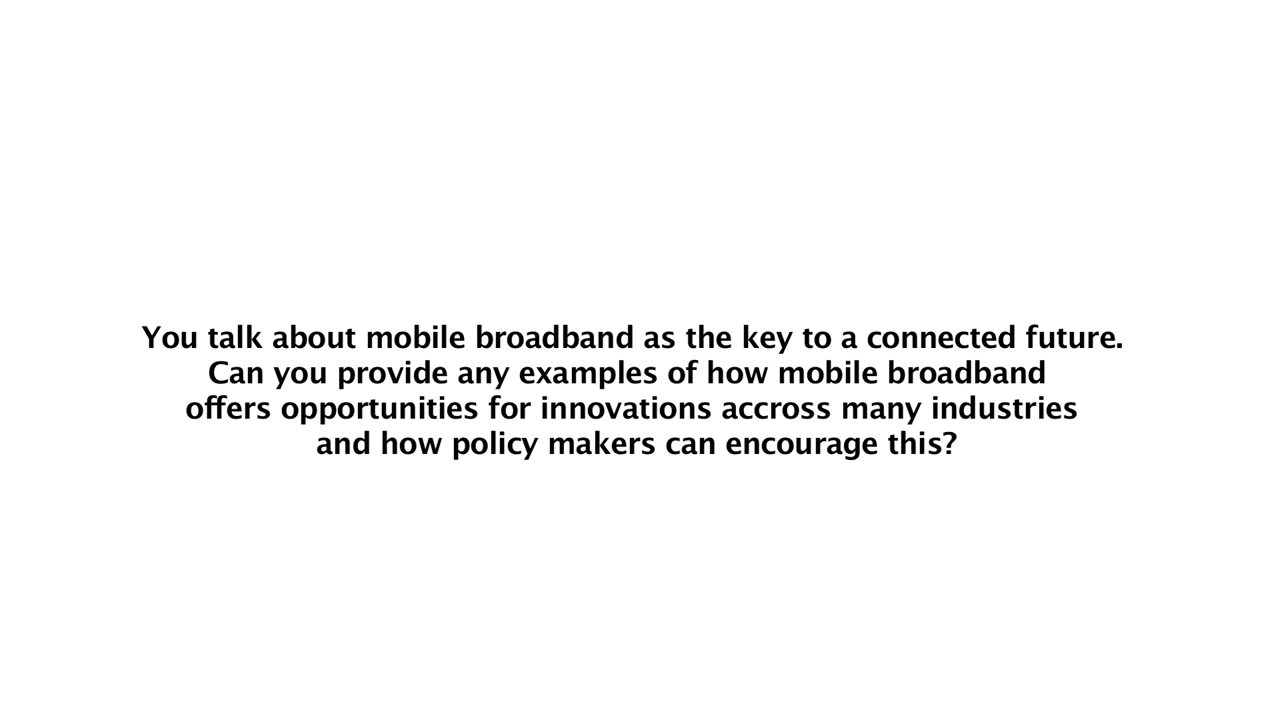 You talk about mobile broadband as the key to a connected future.
Can you provide any examples of how mobile broadband
offers opportunities for innovations accross many industries
and how policy makers can encourage this?